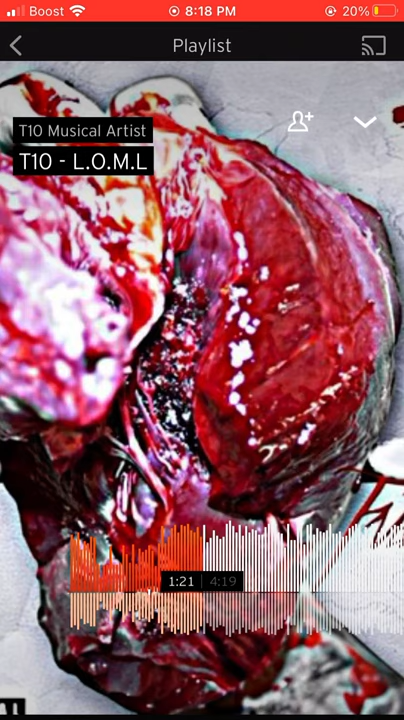 Boost 8:18 PM 20%
Playlist
T10 Musical Artist
T10 - L.O.M.L
1:21 | 4:19